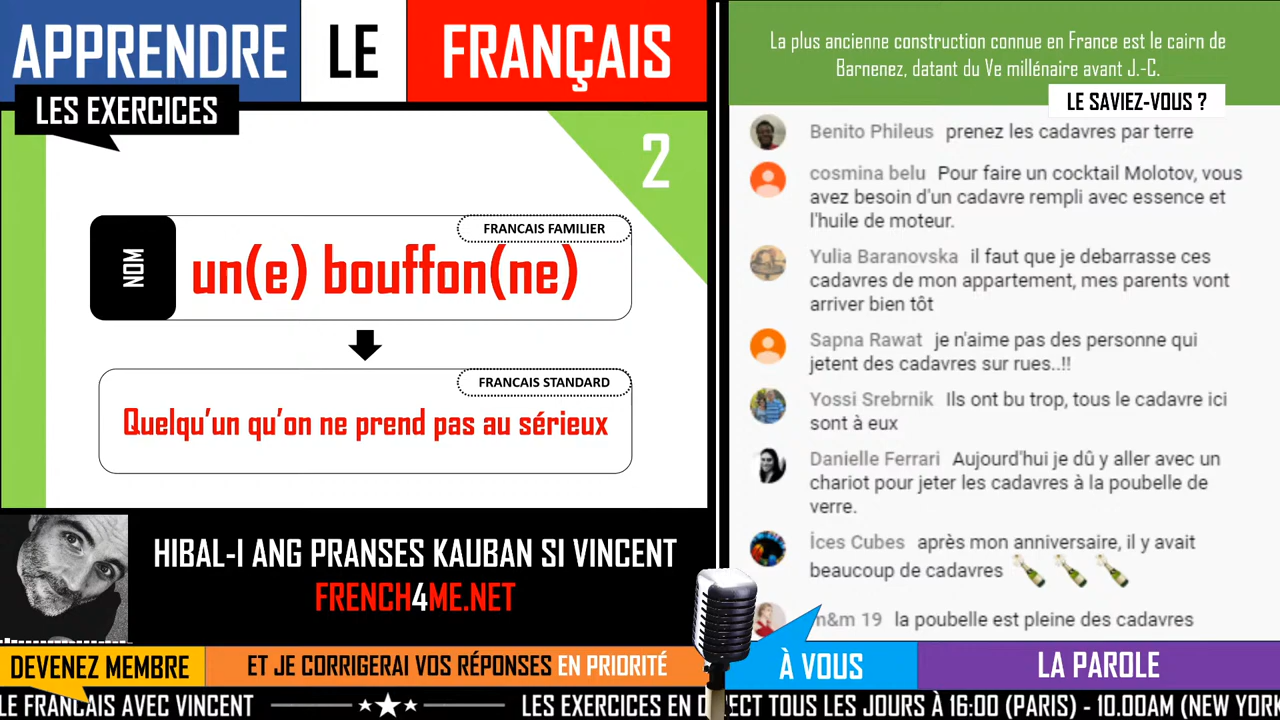 APPRENDRE LE FRANÇAIS
LES EXERCICES
2
NOM
FRANCAIS FAMILIER
un(e) bouffon(ne)
FRANCAIS STANDARD
Quelqu'un qu'on ne prend pas au sérieux
HIBAL-I ANG PRANSES KAUBAN SI VINCENT
FRENCH4ME.NET
DEVENEZ MEMBRE
ET JE CORRIGERAI VOS RÉPONSES EN PRIORITÉ
La plus ancienne construction connue en France est le cairn de
Barnenez, datant du Ve millénaire avant J.-C.
LE SAVIEZ-VOUS ?
Benito Phileus prenez les cadavres par terre
cosmina belu Pour faire un cocktail Molotov, vous
avez besoin d'un cadavre rempli avec essence et
l'huile de moteur.
Yulia Baranovska il faut que je debarrasse ces
cadavres de mon appartement, mes parents vont
arriver bien tôt
Sapna Rawat je n'aime pas des personne qui
jetent des cadavres sur rues..!!
Yossi Srebrnik Ils ont bu trop, tous le cadavre ici
sont à eux
Danielle Ferrari Aujourd'hui je dû y aller avec un
chariot pour jeter les cadavres à la poubelle de
verre.
İces Cubes après mon anniversaire, il y avait
beaucoup de cadavres
m&m 19 la poubelle est pleine des cadavres
À VOUS
LA PAROLE
LE FRANCAIS AVEC VINCENT
LES EXERCICES EN DIRECT TOUS LES JOURS À 16:00 (PARIS) - 10.00AM (NEW YORK